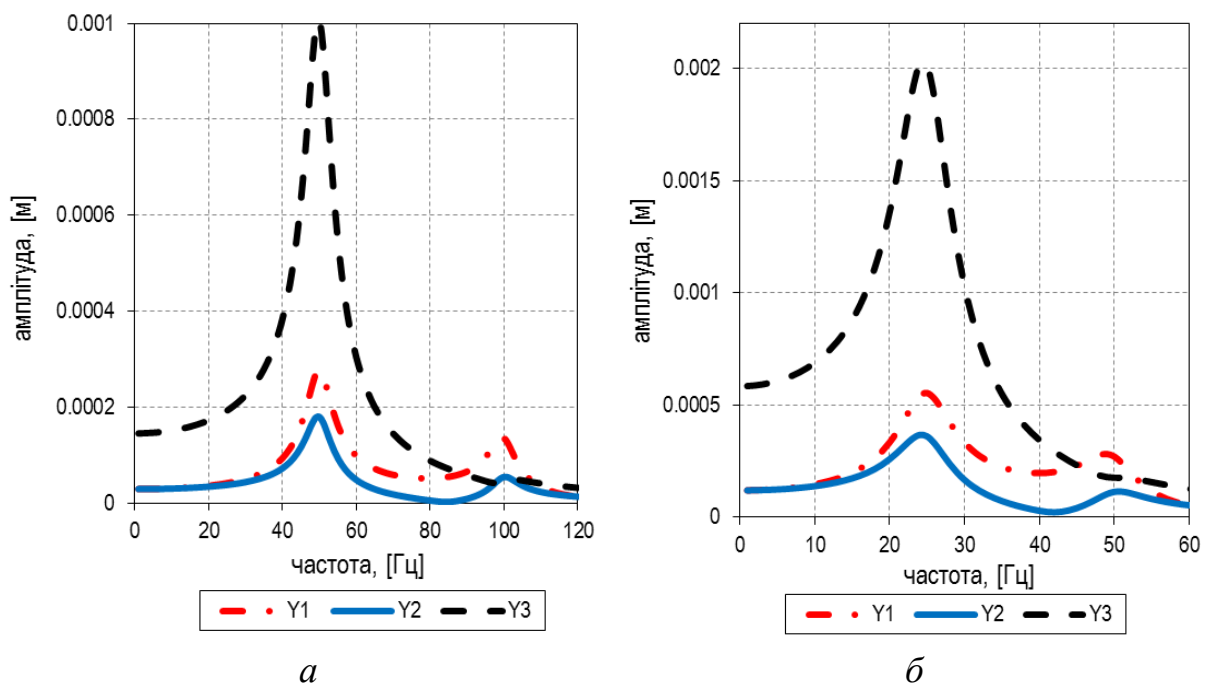 0.001
0.0008
0.0006
0.0004
0.0002
0
амплітуда, [м]
0 20 40 60 80 100 120
частота, [Гц]
Y1 Y2 Y3
а
0.002
0.0015
0.001
0.0005
0
амплітуда, [м]
0 10 20 30 40 50 60
частота, [Гц]
Y1 Y2 Y3
б